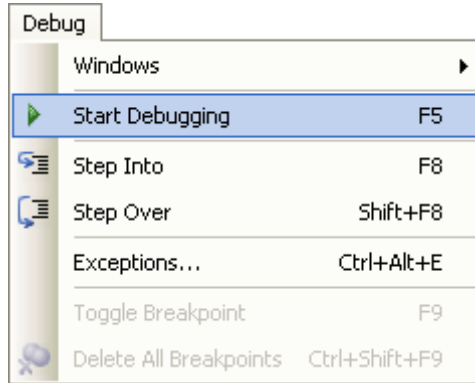 Debug
Windows
Start Debugging F5
Step Into F8
Step Over Shift+F8
Exceptions... Ctrl+Alt+E
Toggle Breakpoint F9
Delete All Breakpoints Ctrl+Shift+F9